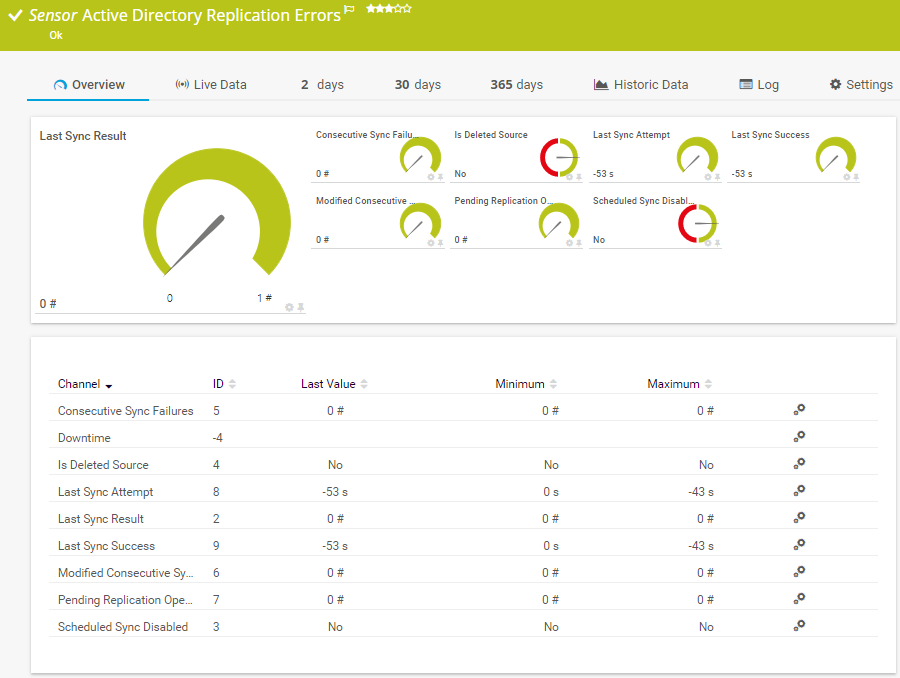 Sensor Active Directory Replication Errors
Ok
Overview Live Data 2 days 30 days 365 days Historic Data Log Settings
Last Sync Result
0 1 #
0 #
Consecutive Sync Failu...
0 #
Is Deleted Source
No
Last Sync Attempt
-53 s
Last Sync Success
-53 s
Modified Consecutive ...
0 #
Pending Replication O...
0 #
Scheduled Sync Disabl...
No
Channel ID Last Value Minimum Maximum
Consecutive Sync Failures 5 0 # 0 # 0 #
Downtime -4
Is Deleted Source 4 No No No
Last Sync Attempt 8 -53 s 0 s -43 s
Last Sync Result 2 0 # 0 # 0 #
Last Sync Success 9 -53 s 0 s -43 s
Modified Consecutive Sy... 6 0 # 0 # 0 #
Pending Replication Ope... 7 0 # 0 # 0 #
Scheduled Sync Disabled 3 No No No